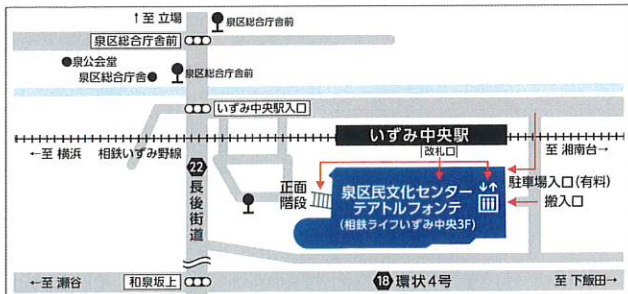 ↑至 立場
泉区総合庁舎前
泉区総合庁舎前
●泉公会堂
泉区総合庁舎●
泉区総合庁舎前
いずみ中央駅入口
いずみ中央駅
改札口
←至 横浜
相鉄いずみ野線
至 湘南台→
22
長後街道
正面
階段
泉区民文化センター
テアトルフォンテ
(相鉄ライフいずみ中央3F)
駐車場入口(有料)
搬入口
←至 瀬谷
和泉坂上
18 環状4号
至 下飯田→